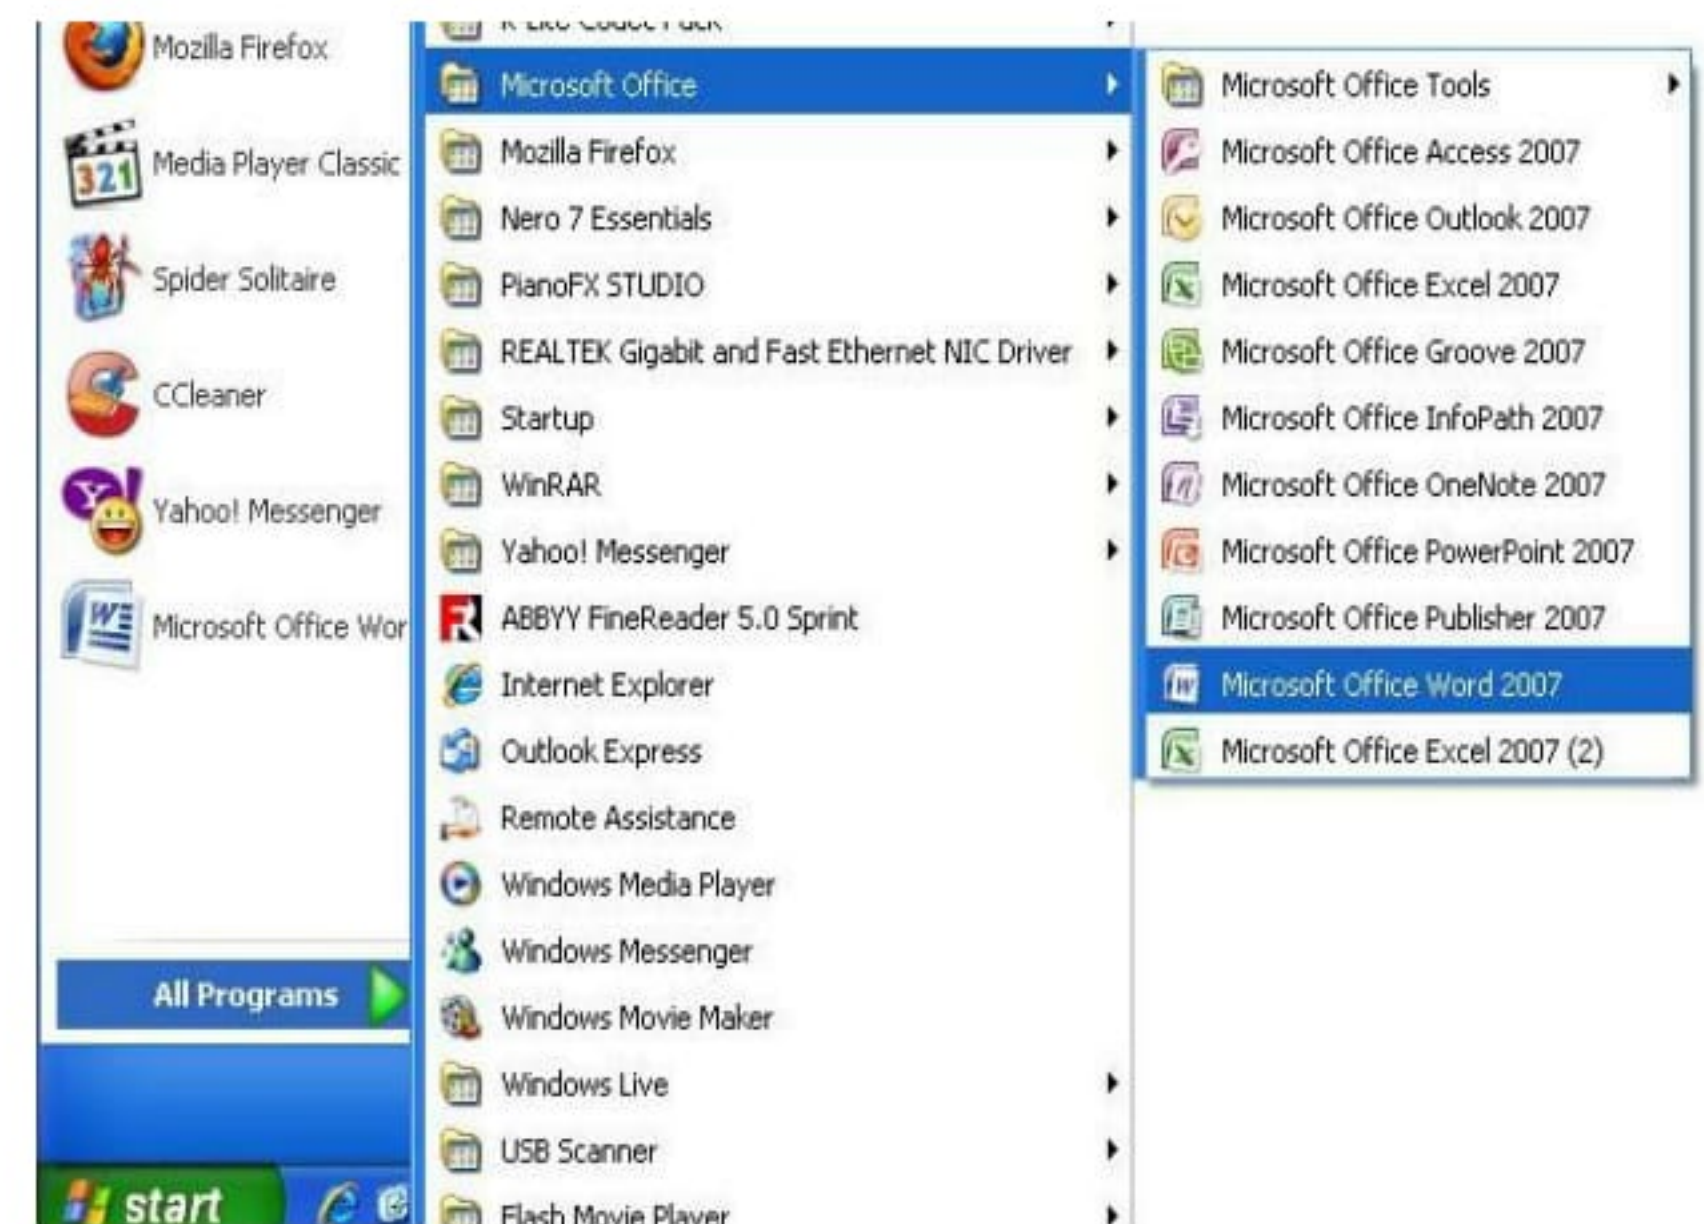 Mozilla Firefox
Media Player Classic
321
Spider Solitaire
CCleaner
Yahoo! Messenger
Microsoft Office Wor
All Programs
start
K-Lite Codec Pack
Microsoft Office
Mozilla Firefox
Nero 7 Essentials
PianoFX STUDIO
REALTEK Gigabit and Fast Ethernet NIC Driver
Startup
WinRAR
Yahoo! Messenger
ABBYY FineReader 5.0 Sprint
Internet Explorer
Outlook Express
Remote Assistance
Windows Media Player
Windows Messenger
Windows Movie Maker
Windows Live
USB Scanner
Flash Movie Player
Microsoft Office Tools
Microsoft Office Access 2007
Microsoft Office Outlook 2007
Microsoft Office Excel 2007
Microsoft Office Groove 2007
Microsoft Office InfoPath 2007
Microsoft Office OneNote 2007
Microsoft Office PowerPoint 2007
Microsoft Office Publisher 2007
Microsoft Office Word 2007
Microsoft Office Excel 2007 (2)